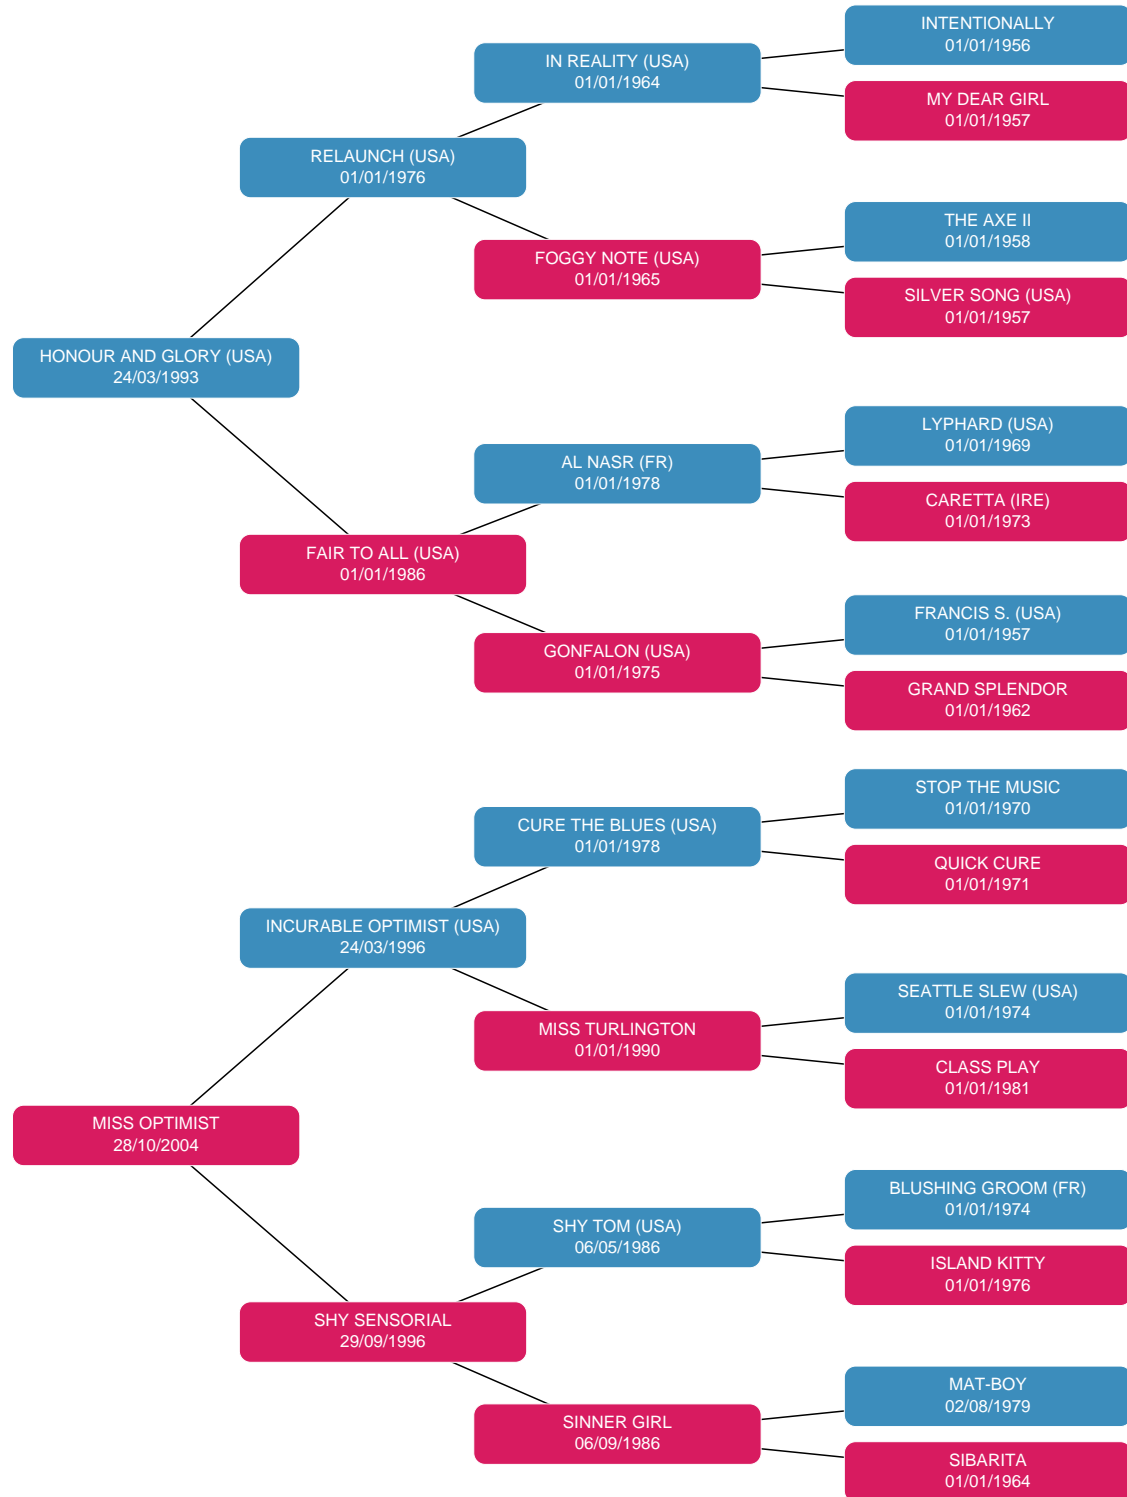 INTENTIONALLY
01/01/1956
IN REALITY (USA)
01/01/1964
MY DEAR GIRL
01/01/1957
RELAUNCH (USA)
01/01/1976
THE AXE II
01/01/1958
FOGGY NOTE (USA)
01/01/1965
SILVER SONG (USA)
01/01/1957
HONOUR AND GLORY (USA)
24/03/1993
LYPHARD (USA)
01/01/1969
AL NASR (FR)
01/01/1978
CARETTA (IRE)
01/01/1973
FAIR TO ALL (USA)
01/01/1986
FRANCIS S. (USA)
01/01/1957
GONFALON (USA)
01/01/1975
GRAND SPLENDOR
01/01/1962
STOP THE MUSIC
01/01/1970
CURE THE BLUES (USA)
01/01/1978
QUICK CURE
01/01/1971
INCURABLE OPTIMIST (USA)
24/03/1996
SEATTLE SLEW (USA)
01/01/1974
MISS TURLINGTON
01/01/1990
CLASS PLAY
01/01/1981
MISS OPTIMIST
28/10/2004
BLUSHING GROOM (FR)
01/01/1974
SHY TOM (USA)
06/05/1986
ISLAND KITTY
01/01/1976
SHY SENSORIAL
29/09/1996
MAT-BOY
02/08/1979
SINNER GIRL
06/09/1986
SIBARITA
01/01/1964